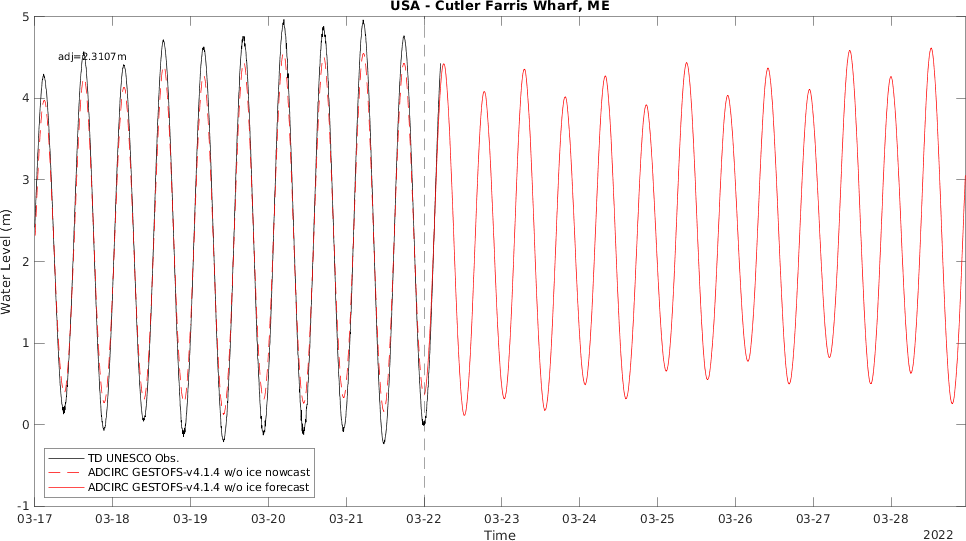 USA - Cutler Farris Wharf, ME
adj=2.3107m
Water Level (m)
5
4
3
2
1
0
-1
TD UNESCO Obs.
ADCIRC GESTOFS-v4.1.4 w/o ice nowcast
ADCIRC GESTOFS-v4.1.4 w/o ice forecast
03-17 03-18 03-19 03-20 03-21 03-22 03-23 03-24 03-25 03-26 03-27 03-28
Time
2022